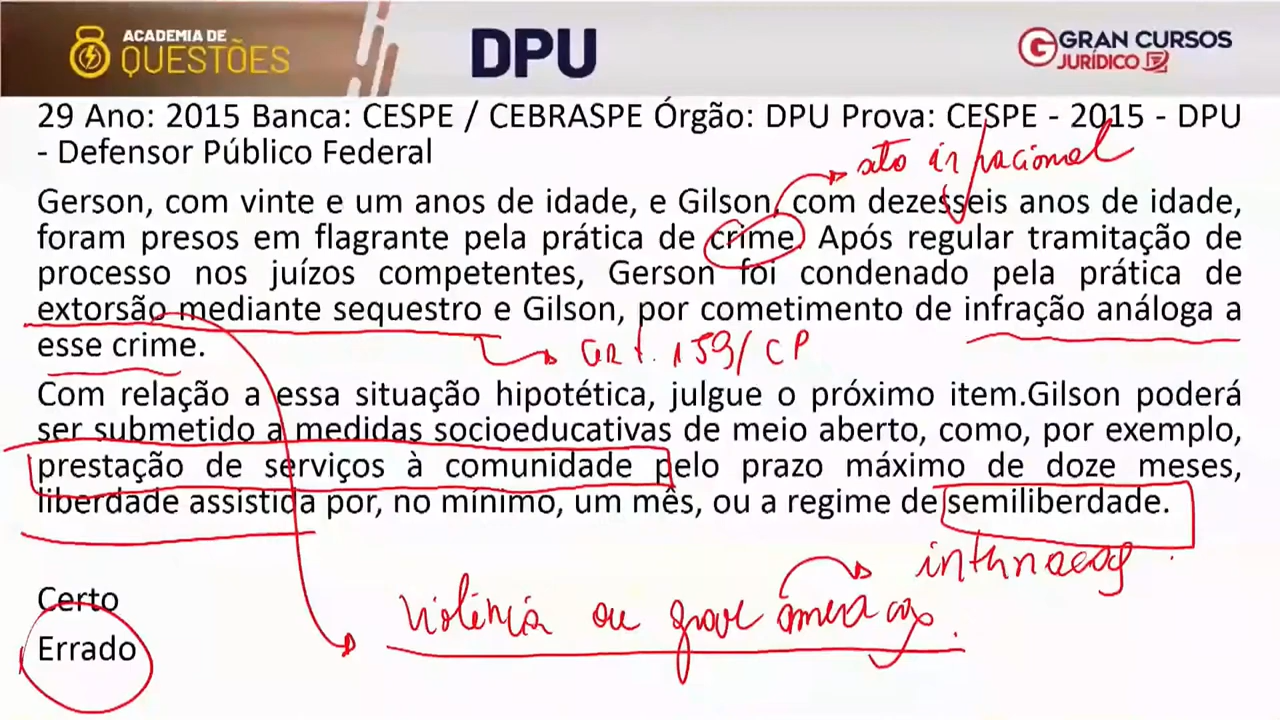 ACADEMIA DE
QUESTÕES
DPU
GRAN CURSOS
JURÍDICO
29 Ano: 2015 Banca: CESPE / CEBRASPE Órgão: DPU Prova: CESPE - 2015 - DPU
- Defensor Público Federal
ato infracional
Gerson, com vinte e um anos de idade, e Gilson, com dezesseis anos de idade,
foram presos em flagrante pela prática de crime. Após regular tramitação de
processo nos juízos competentes, Gerson foi condenado pela prática de
extorsão mediante sequestro e Gilson, por cometimento de infração análoga a
esse crime.
art. 159/CP
Com relação a essa situação hipotética, julgue o próximo item.Gilson poderá
ser submetido a medidas socioeducativas de meio aberto, como, por exemplo,
prestação de serviços à comunidade pelo prazo máximo de doze meses,
liberdade assistida por, no mínimo, um mês, ou a regime de semiliberdade.
internação
Certo
violência ou grave ameaça.
Errado